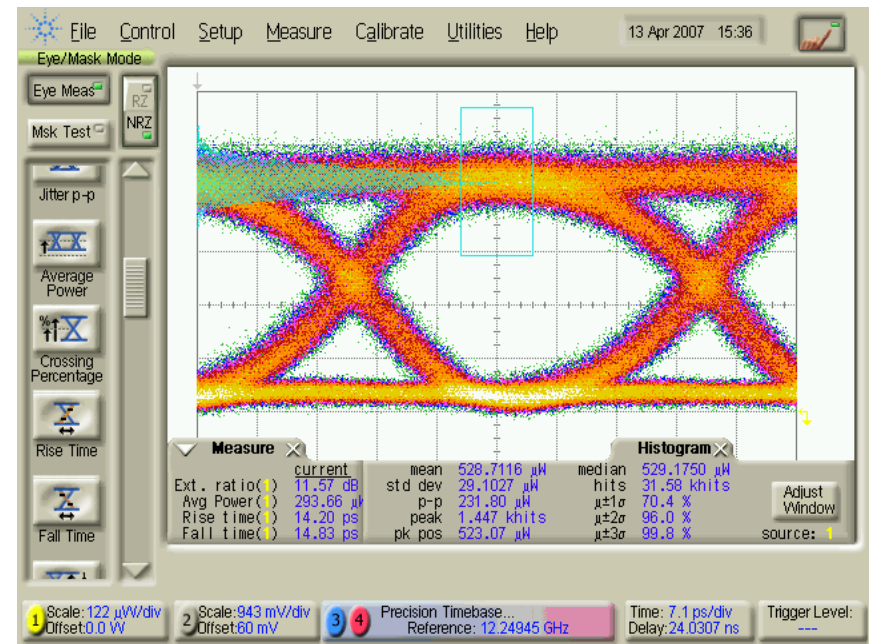 File Control Setup Measure Calibrate Utilities Help 13 Apr 2007 15:36
Eye/Mask Mode
Eye Meas
RZ
NRZ
Msk Test
Jitter p-p
Average
Power
Crossing
Percentage
Rise Time
Fall Time
Measure
current
Ext. ratio(1) 11.57 dB
Avg Power(1) 293.66 µW
Rise time(1) 14.20 ps
Fall time(1) 14.83 ps
Histogram
mean 528.7116 µW median 529.1750 µW
std dev 29.1027 µW hits 31.58 khits
p-p 231.80 µW µ±1σ 70.4 %
peak 1.447 khits µ±2σ 96.0 %
pk pos 523.07 µW µ±3σ 99.8 %
Adjust
Window
source: 1
1 Scale:122 µW/div
Offset:0.0 W
2 Scale:943 mV/div
Offset:60 mV
3 4 Precision Timebase...
Reference: 12.24945 GHz
Time: 7.1 ps/div
Delay:24.0307 ns
Trigger Level:
---